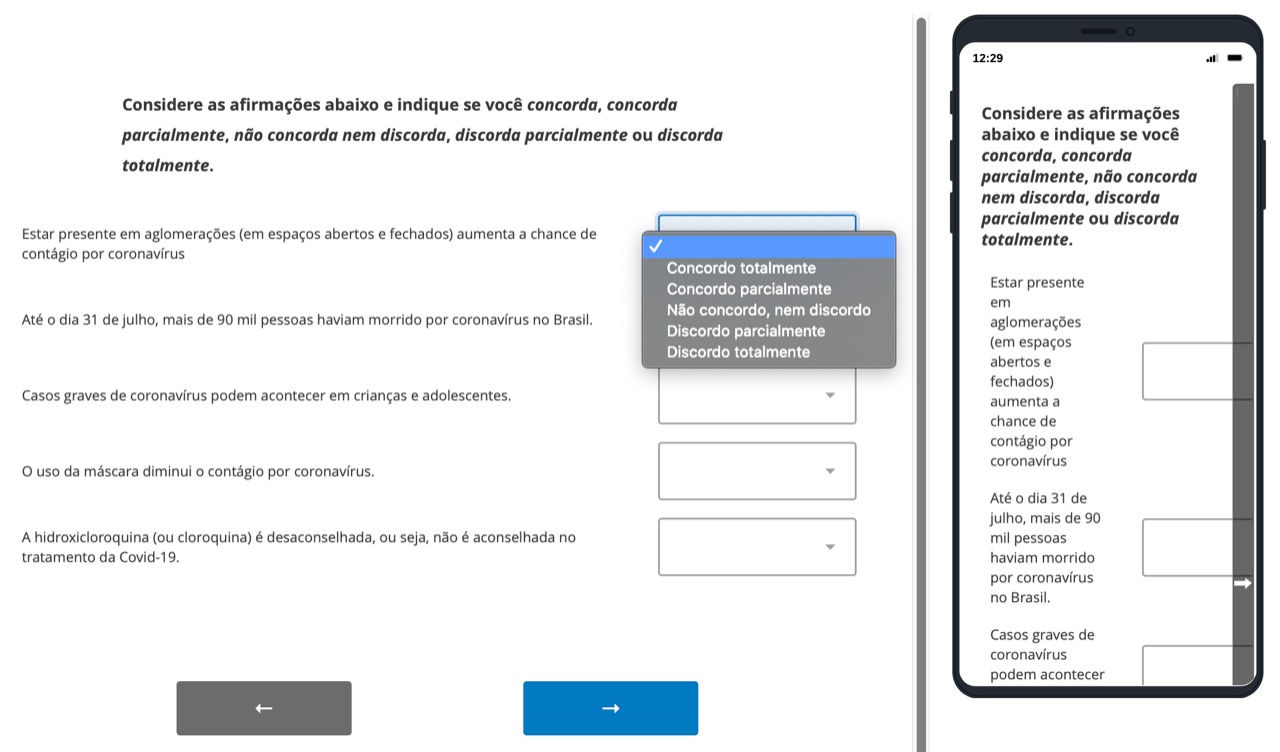 Considere as afirmações abaixo e indique se você concorda, concorda
parcialmente, não concorda nem discorda, discorda parcialmente ou discorda
totalmente.
Estar presente em aglomerações (em espaços abertos e fechados) aumenta a chance de
contágio por coronavírus
Concordo totalmente
Concordo parcialmente
Não concordo, nem discordo
Discordo parcialmente
Discordo totalmente
Até o dia 31 de julho, mais de 90 mil pessoas haviam morrido por coronavírus no Brasil.
Casos graves de coronavírus podem acontecer em crianças e adolescentes.
O uso da máscara diminui o contágio por coronavírus.
A hidroxicloroquina (ou cloroquina) é desaconselhada, ou seja, não é aconselhada no
tratamento da Covid-19.
12:29
Considere as afirmações
abaixo e indique se você
concorda, concorda
parcialmente, não concorda
nem discorda, discorda
parcialmente ou discorda
totalmente.
Estar presente
em
aglomerações
(em espaços
abertos e
fechados)
aumenta a
chance de
contágio por
coronavírus
Até o dia 31 de
julho, mais de 90
mil pessoas
haviam morrido
por coronavírus
no Brasil.
Casos graves de
coronavírus
podem acontecer